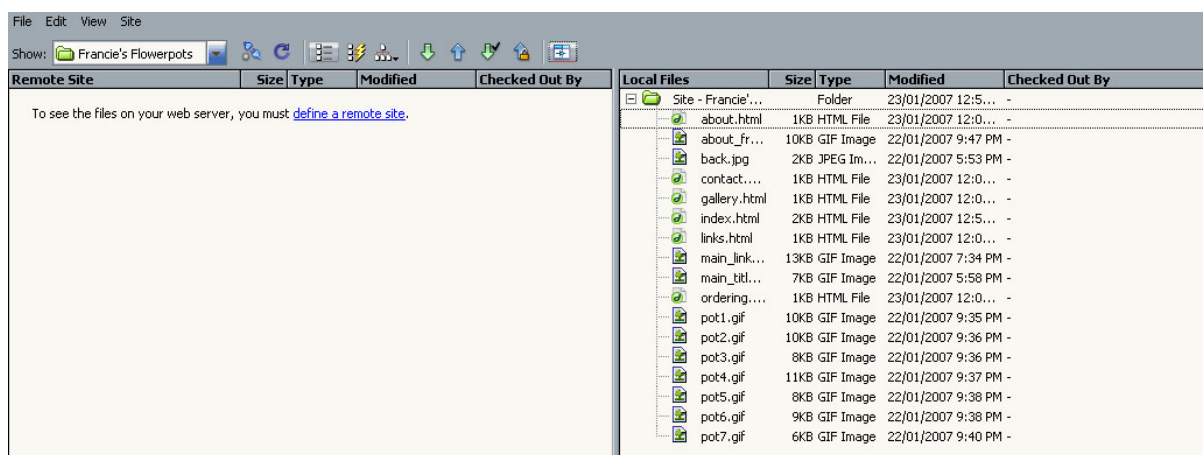 File Edit View Site
Show: Francie's Flowerpots
Remote Site Size Type Modified Checked Out By
To see the files on your web server, you must define a remote site.
Local Files Size Type Modified Checked Out By
Site - Francie'... Folder 23/01/2007 12:5... -
about.html 1KB HTML File 23/01/2007 12:0... -
about_fr... 10KB GIF Image 22/01/2007 9:47 PM -
back.jpg 2KB JPEG Im... 22/01/2007 5:53 PM -
contact.... 1KB HTML File 23/01/2007 12:0... -
gallery.html 1KB HTML File 23/01/2007 12:0... -
index.html 2KB HTML File 23/01/2007 12:5... -
links.html 1KB HTML File 23/01/2007 12:0... -
main_link... 13KB GIF Image 22/01/2007 7:34 PM -
main_titl... 7KB GIF Image 22/01/2007 5:58 PM -
ordering.... 1KB HTML File 23/01/2007 12:0... -
pot1.gif 10KB GIF Image 22/01/2007 9:35 PM -
pot2.gif 10KB GIF Image 22/01/2007 9:36 PM -
pot3.gif 8KB GIF Image 22/01/2007 9:36 PM -
pot4.gif 11KB GIF Image 22/01/2007 9:37 PM -
pot5.gif 8KB GIF Image 22/01/2007 9:38 PM -
pot6.gif 9KB GIF Image 22/01/2007 9:38 PM -
pot7.gif 6KB GIF Image 22/01/2007 9:40 PM -